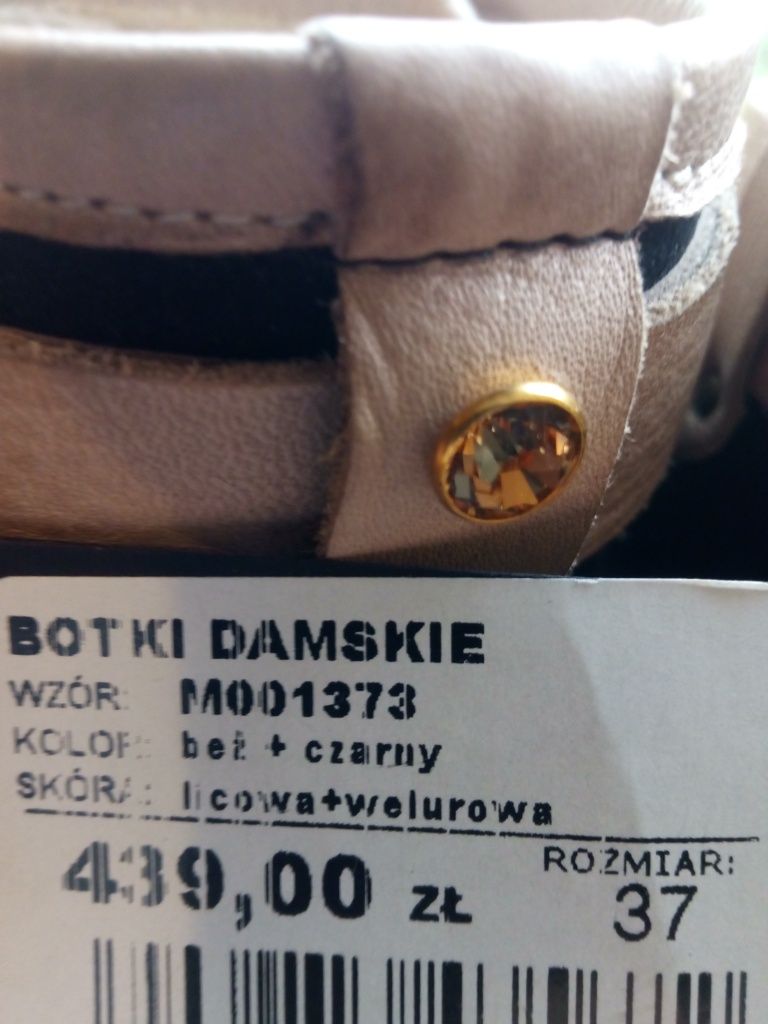 BOTKI DAMSKIE
WZÓR: M001373
KOLOR: beż + czarny
SKÓRA: licowa+welurowa
439,00 ZŁ
ROZMIAR:
37